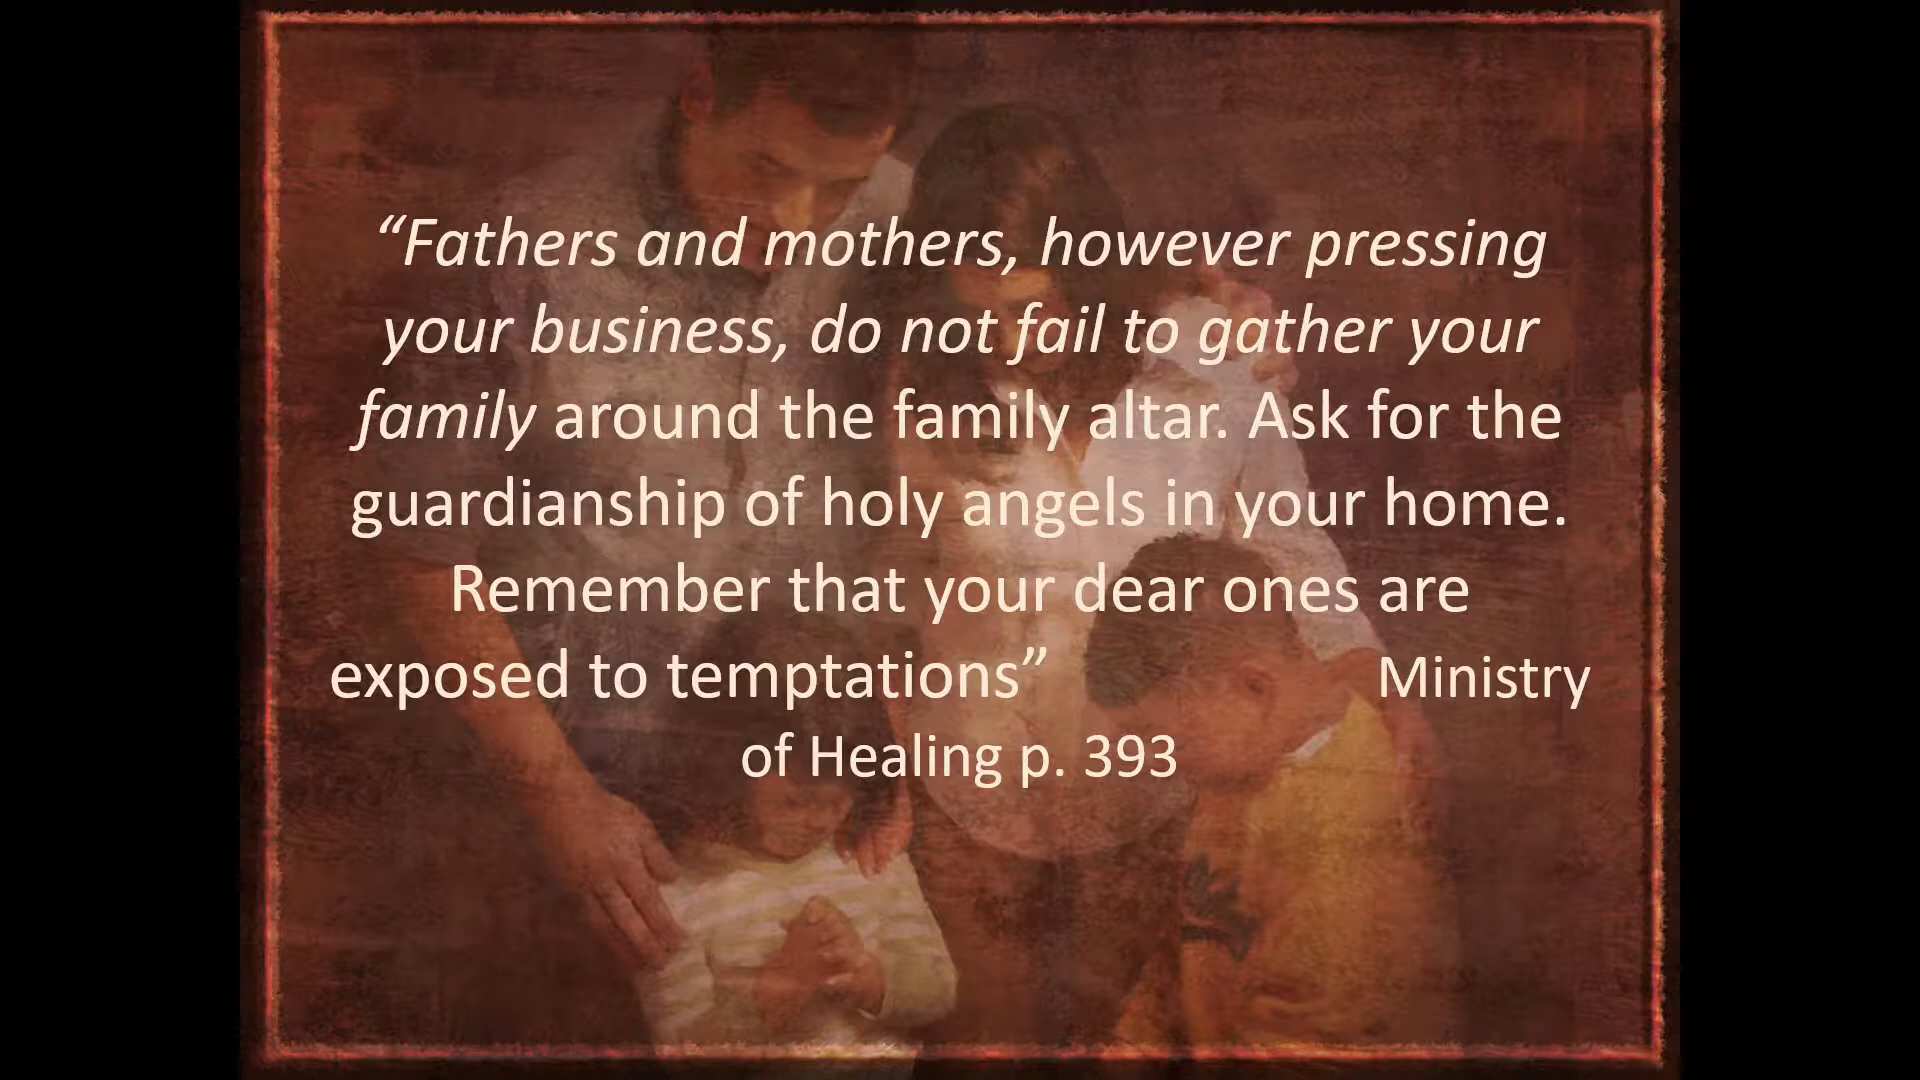 “Fathers and mothers, however pressing
your business, do not fail to gather your
family around the family altar. Ask for the
guardianship of holy angels in your home.
Remember that your dear ones are
exposed to temptations” Ministry
of Healing p. 393